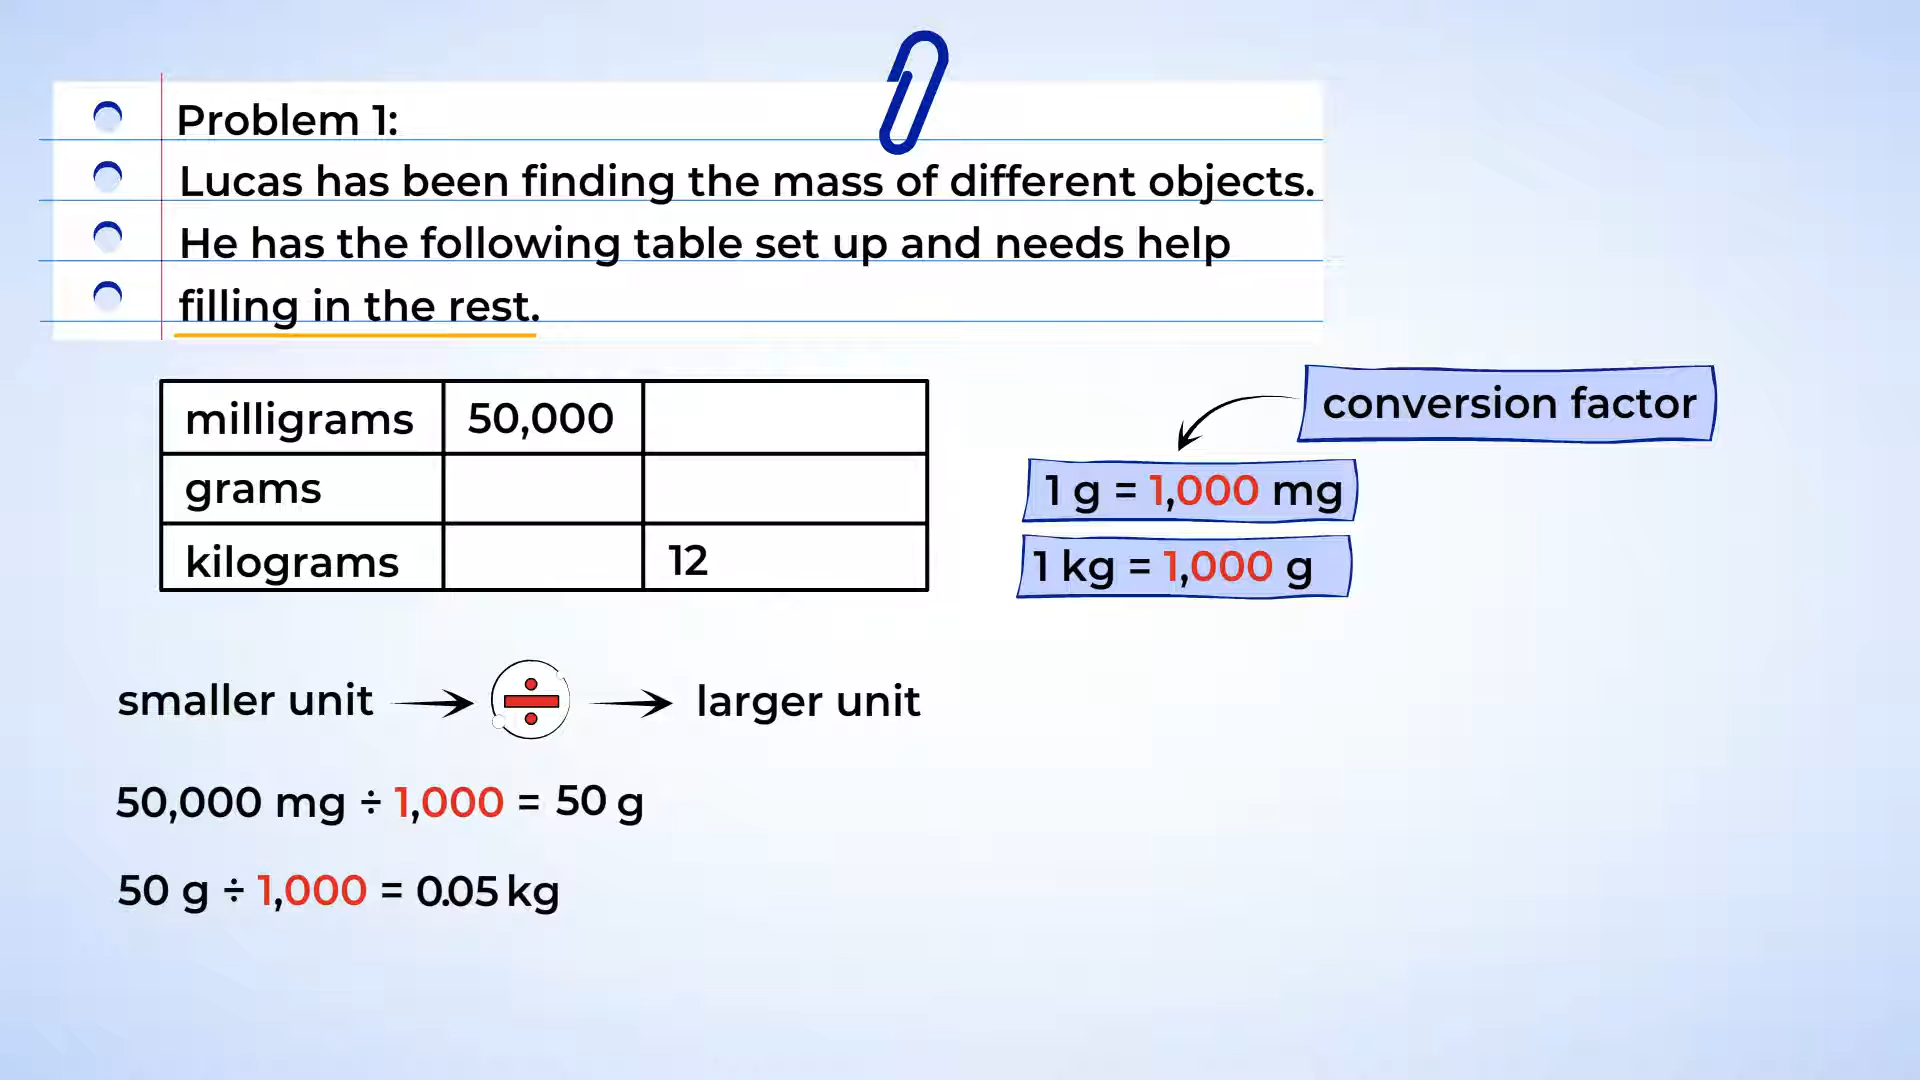 Problem 1:
Lucas has been finding the mass of different objects.
He has the following table set up and needs help
filling in the rest.
milligrams 50,000
grams
kilograms 12
conversion factor
1 g = 1,000 mg
1 kg = 1,000 g
smaller unit ÷ larger unit
50,000 mg ÷ 1,000 = 50 g
50 g ÷ 1,000 = 0.05 kg